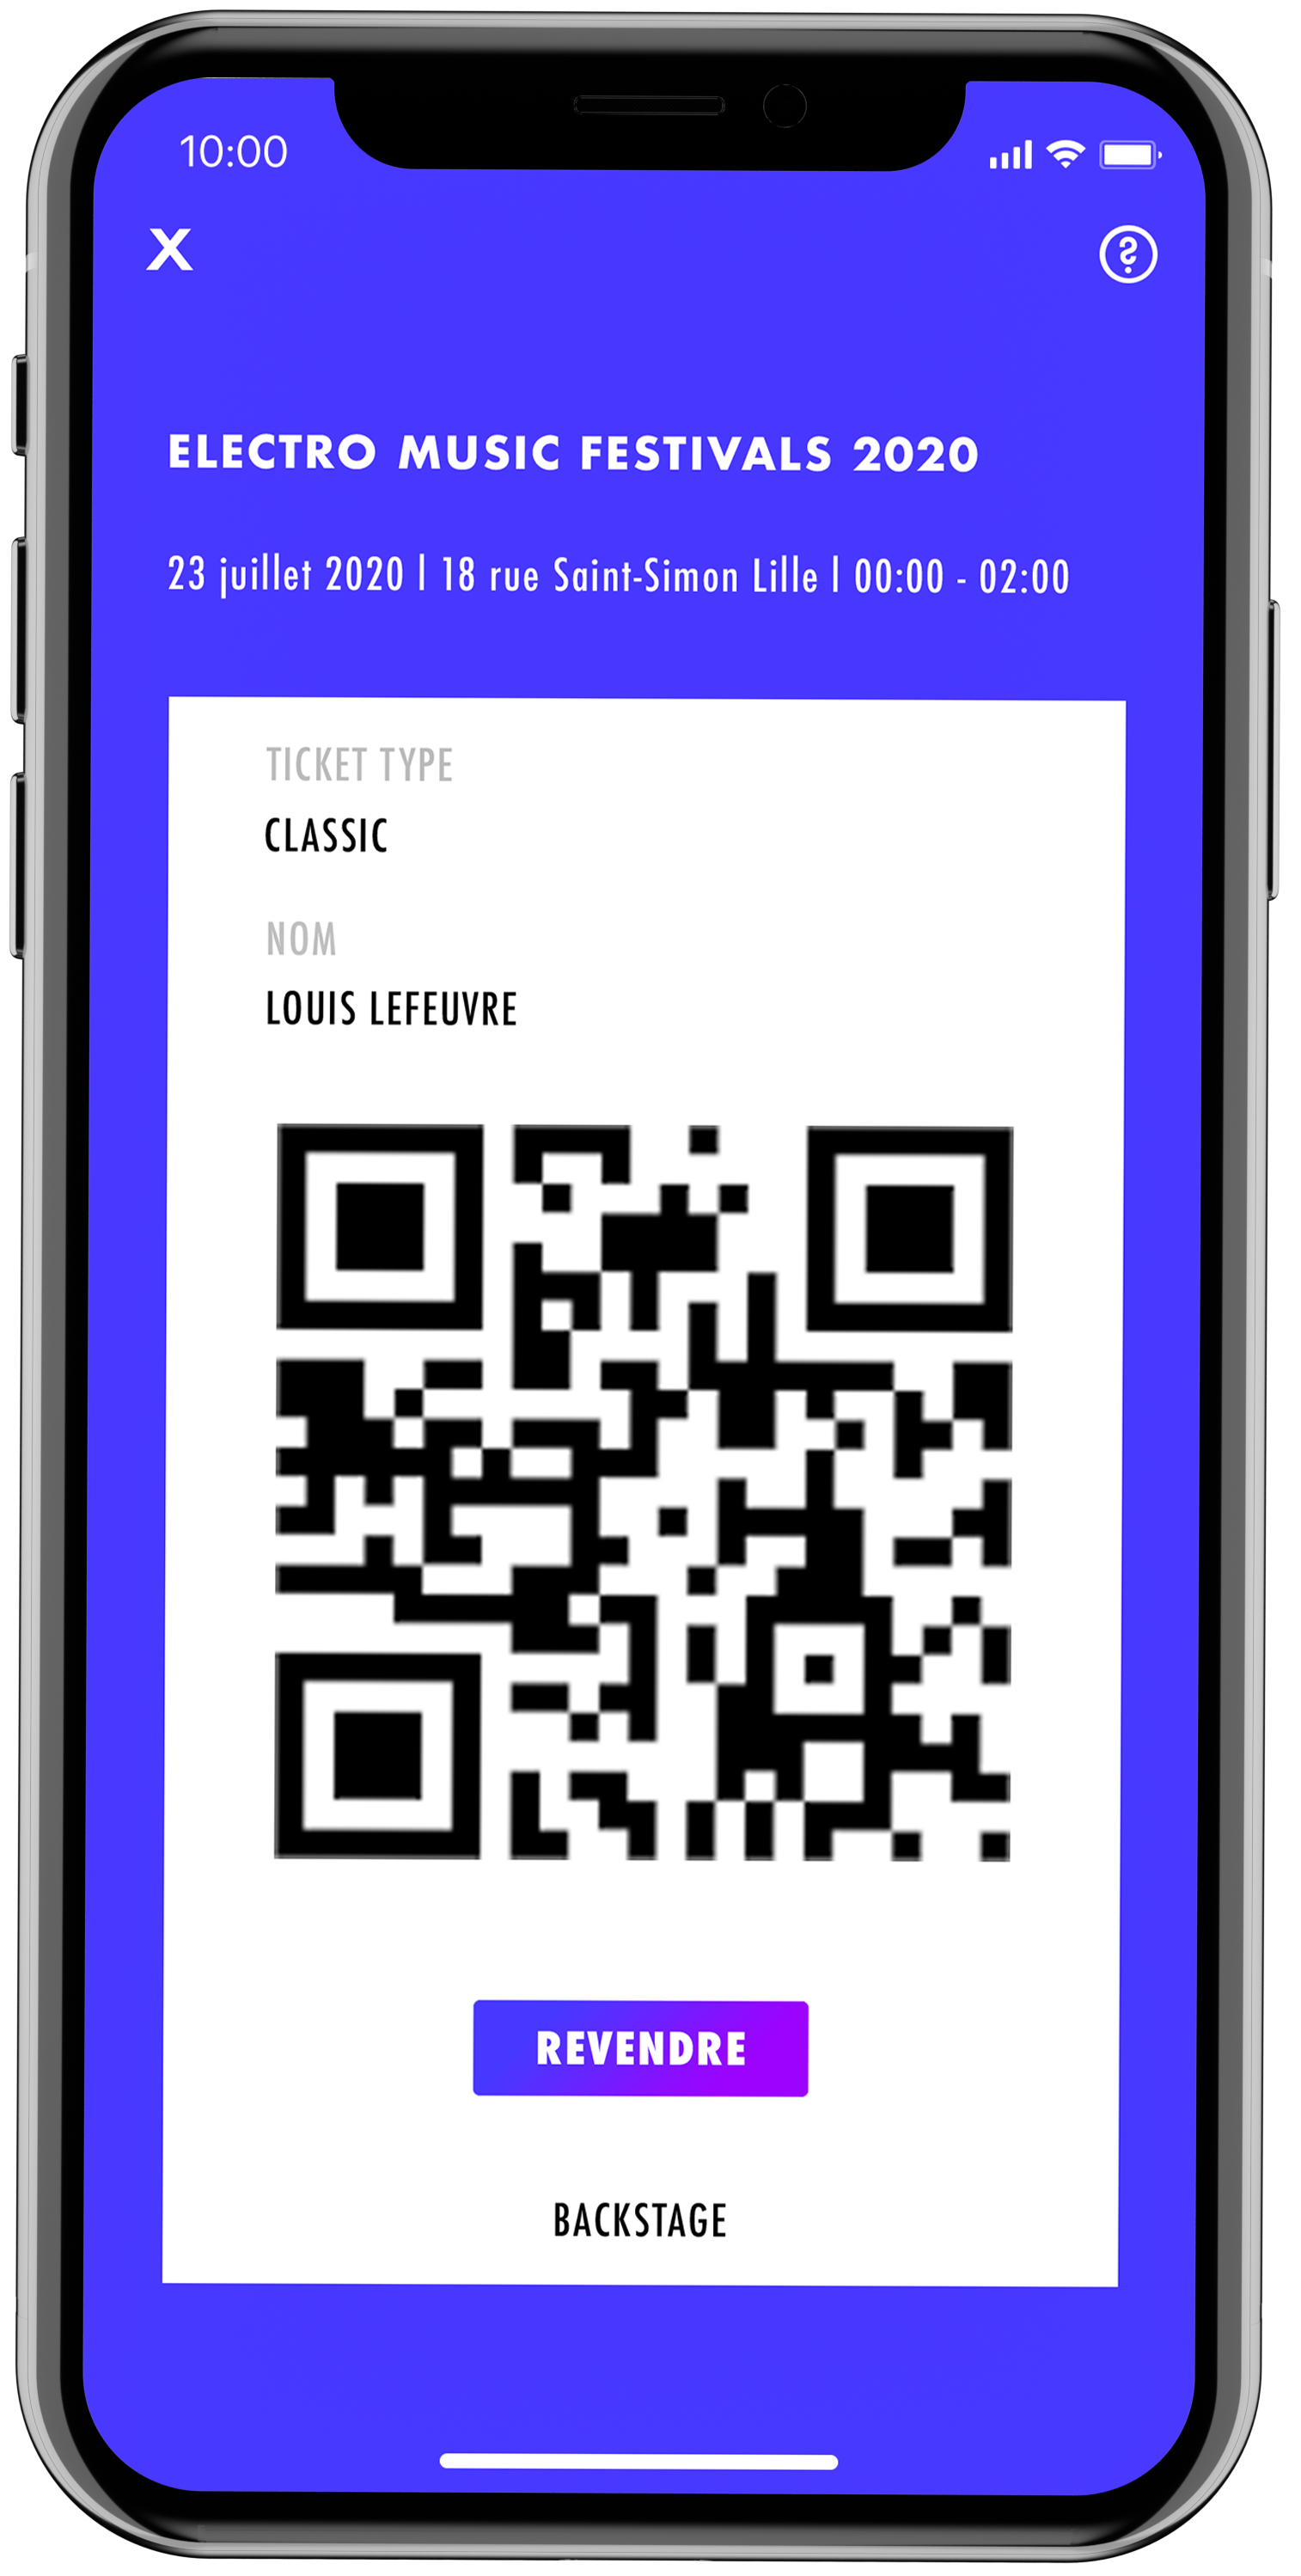 10:00
X
?
ELECTRO MUSIC FESTIVALS 2020
23 juillet 2020 | 18 rue Saint-Simon Lille | 00:00 - 02:00
TICKET TYPE
CLASSIC
NOM
LOUIS LEFEUVRE
REVENDRE
BACKSTAGE